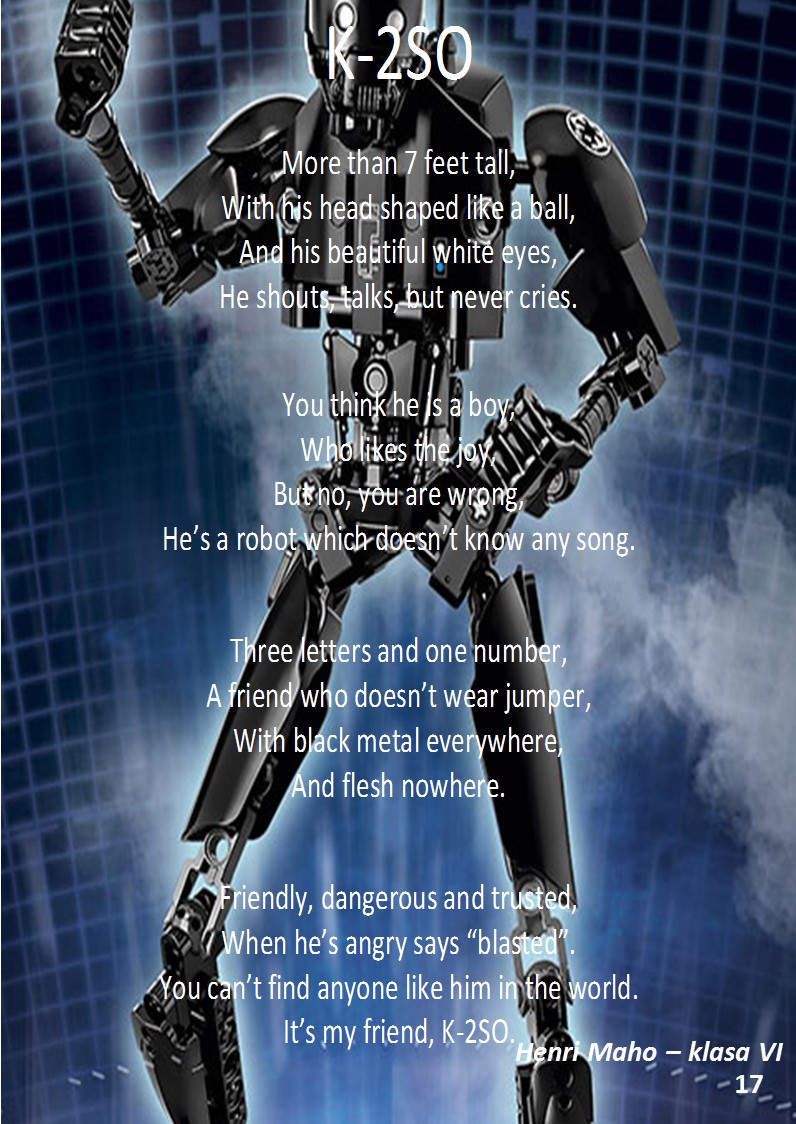 K-2SO
More than 7 feet tall,
With his head shaped like a ball,
And his beautiful white eyes,
He shouts, talks, but never cries.
You think he is a boy,
Who likes the joy,
But no, you are wrong,
He’s a robot which doesn’t know any song.
Three letters and one number,
A friend who doesn’t wear jumper,
With black metal everywhere,
And flesh nowhere.
Friendly, dangerous and trusted,
When he’s angry says “blasted”.
You can’t find anyone like him in the world.
It’s my friend, K-2SO.
Henri Maho – klasa VI
17